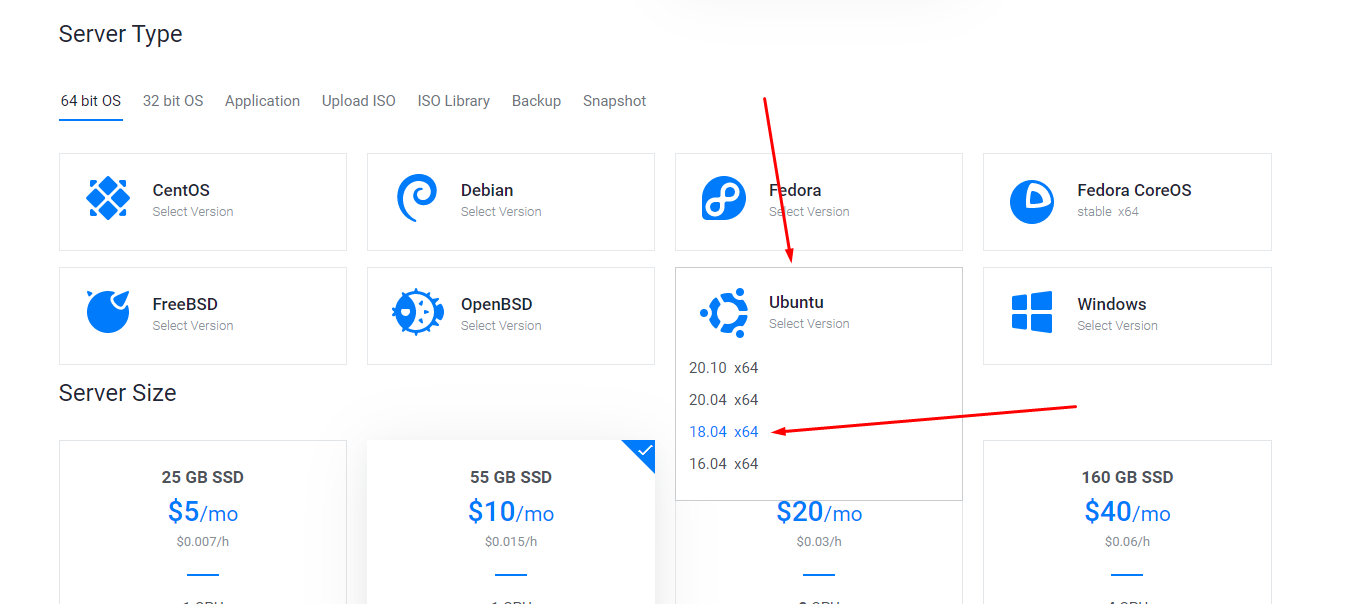 Server Type
64 bit OS 32 bit OS Application Upload ISO ISO Library Backup Snapshot
CentOS
Select Version
Debian
Select Version
Fedora
Select Version
Fedora CoreOS
stable x64
FreeBSD
Select Version
OpenBSD
Select Version
Ubuntu
Select Version
20.10 x64
20.04 x64
18.04 x64
16.04 x64
Windows
Select Version
Server Size
25 GB SSD
$5/mo
$0.007/h
55 GB SSD
$10/mo
$0.015/h
$20/mo
$0.03/h
160 GB SSD
$40/mo
$0.06/h